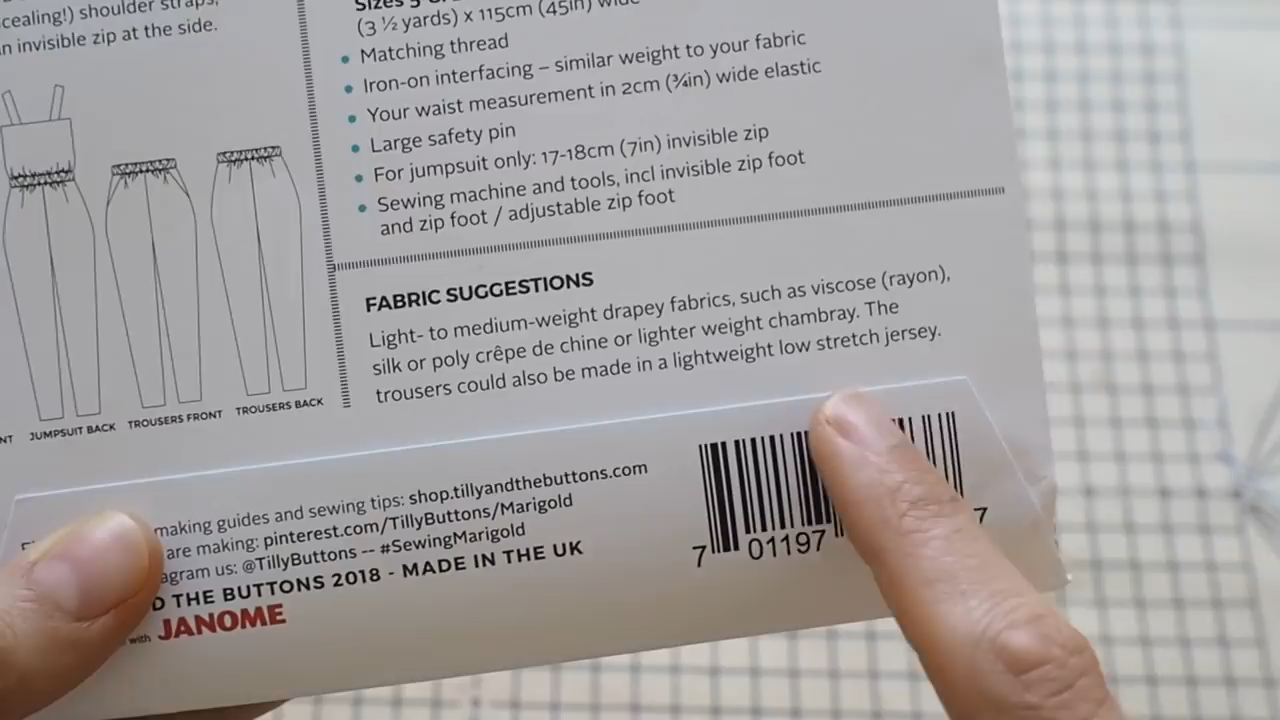 cealing!) shoulder straps,
n invisible zip at the side.
JUMPSUIT BACK
TROUSERS FRONT
TROUSERS BACK
(3 ½ yards) x 115cm (45in) wide
• Matching thread
• Iron-on interfacing – similar weight to your fabric
• Your waist measurement in 2cm (¾in) wide elastic
• Large safety pin
• For jumpsuit only: 17-18cm (7in) invisible zip
• Sewing machine and tools, incl invisible zip foot
and zip foot / adjustable zip foot
FABRIC SUGGESTIONS
Light- to medium-weight drapey fabrics, such as viscose (rayon),
silk or poly crêpe de chine or lighter weight chambray. The
trousers could also be made in a lightweight low stretch jersey.
making guides and sewing tips: shop.tillyandthebuttons.com
are making: pinterest.com/TillyButtons/Marigold
agram us: @TillyButtons -- #SewingMarigold
D THE BUTTONS 2018 - MADE IN THE UK
with JANOME
7 01197 7